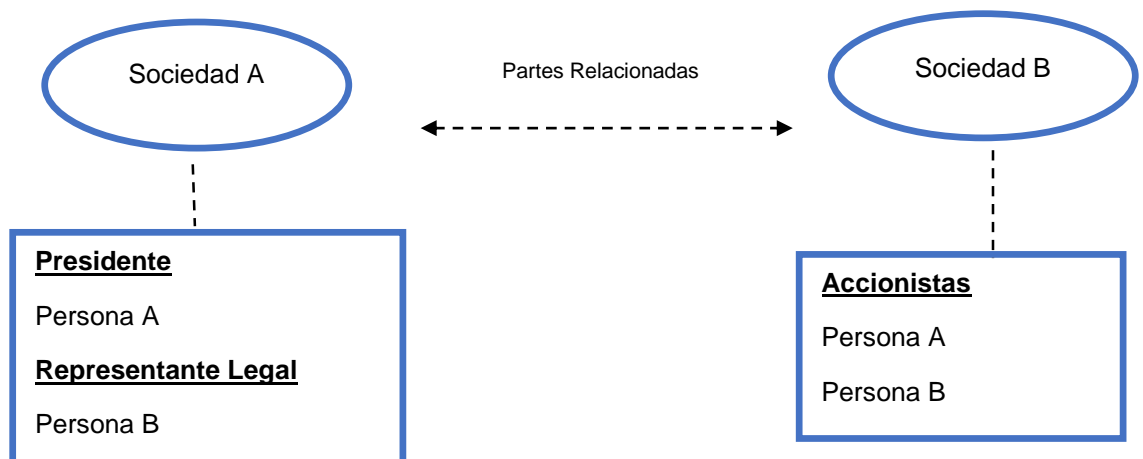 Sociedad A
Partes Relacionadas
Sociedad B
Presidente
Persona A
Representante Legal
Persona B
Accionistas
Persona A
Persona B